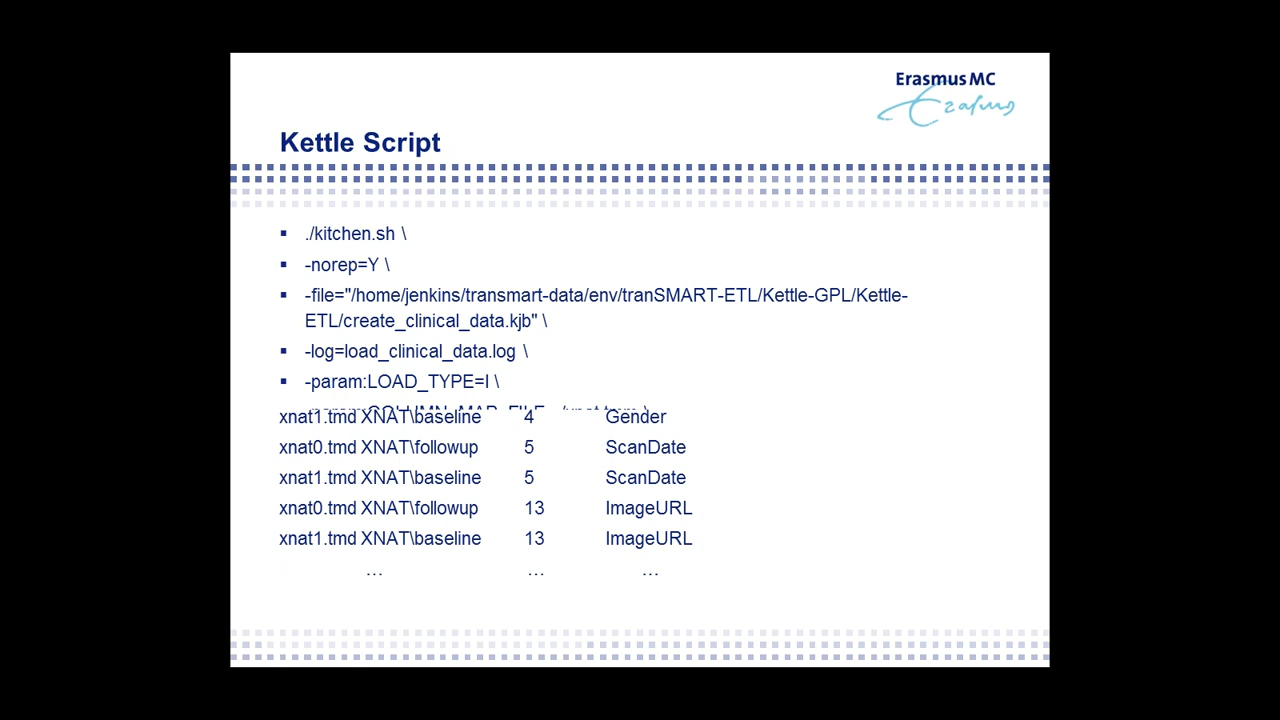 Erasmus MC
Erasmus
Kettle Script
▪ ./kitchen.sh \
▪ -norep=Y \
▪ -file="/home/jenkins/transmart-data/env/tranSMART-ETL/Kettle-GPL/Kettle-
ETL/create_clinical_data.kjb" \
▪ -log=load_clinical_data.log \
▪ -param:LOAD_TYPE=I \
xnat1.tmd XNAT\baseline 4 Gender
xnat0.tmd XNAT\followup 5 ScanDate
xnat1.tmd XNAT\baseline 5 ScanDate
xnat0.tmd XNAT\followup 13 ImageURL
xnat1.tmd XNAT\baseline 13 ImageURL
... ... ...